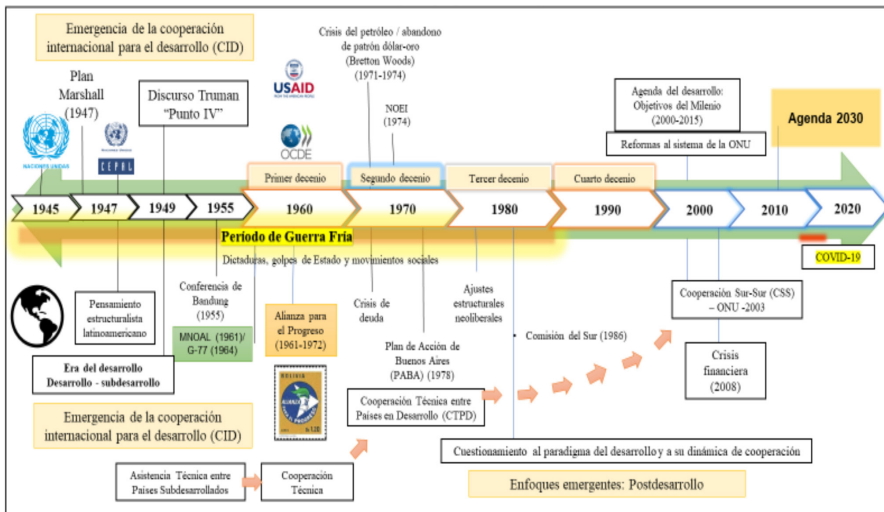 Emergencia de la cooperación
internacional para el desarrollo (CID)
Plan
Marshall
(1947)
Discurso Truman
“Punto IV”
NACIONES UNIDAS
CEPAL
USAID
OCDE
Crisis del petróleo / abandono
de patrón dólar-oro
(Bretton Woods)
(1971-1974)
NOEI
(1974)
Agenda del desarrollo:
Objetivos del Milenio
(2000-2015)
Reformas al sistema de la ONU
Agenda 2030
Primer decenio
Segundo decenio
Tercer decenio
Cuarto decenio
1945
1947
1949
1955
1960
1970
1980
1990
2000
2010
2020
Período de Guerra Fría
Dictaduras, golpes de Estado y movimientos sociales
COVID-19
Pensamiento
estructuralista
latinoamericano
Conferencia de
Bandung
(1955)
MNOAL (1961)/
G-77 (1964)
Alianza para
el Progreso
(1961-1972)
Crisis de
deuda
Plan de Acción de
Buenos Aires
(PABA) (1978)
Ajustes
estructurales
neoliberales
• Comisión del Sur (1986)
Cooperación Sur-Sur (CSS)
– ONU -2003
Crisis
financiera
(2008)
Era del desarrollo
Desarrollo - subdesarrollo
Emergencia de la cooperación
internacional para el desarrollo (CID)
Cooperación Técnica entre
Países en Desarrollo (CTPD)
Cuestionamiento al paradigma del desarrollo y a su dinámica de cooperación
Asistencia Técnica entre
Países Subdesarrollados
Cooperación
Técnica
Enfoques emergentes: Postdesarrollo